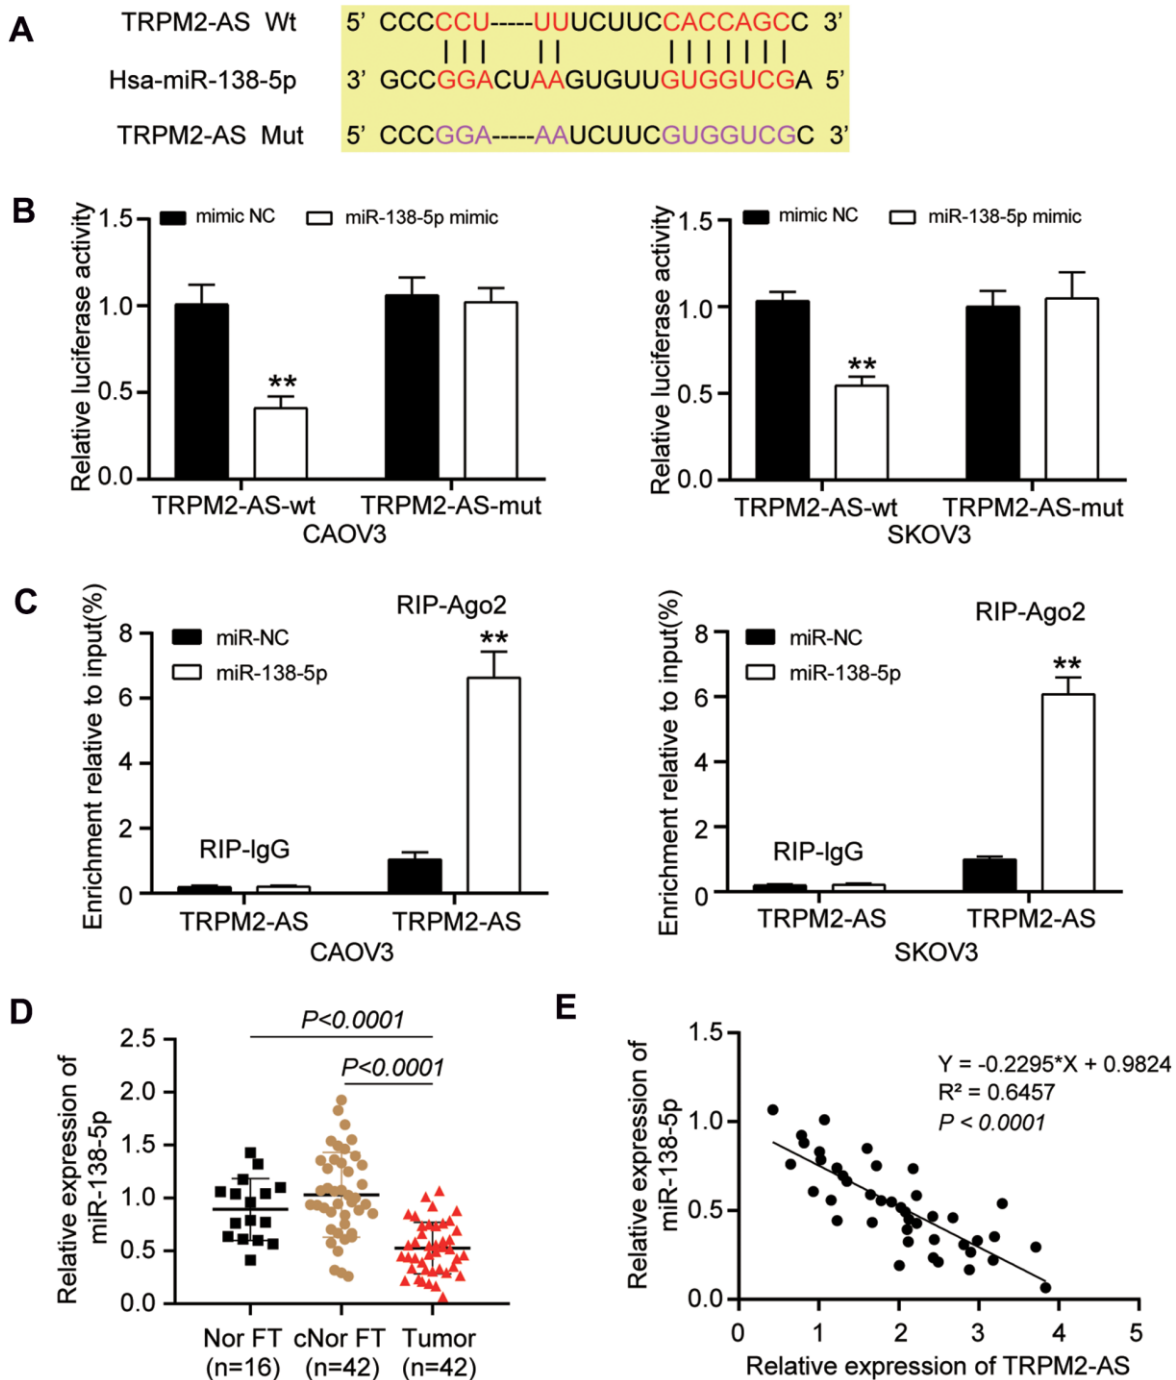 A
TRPM2-AS Wt 5' CCCCCU-----UUUCUUCCACCAGCC 3'
Hsa-miR-138-5p 3' GCCGGACUAAGUGUUGUGGUCGA 5'
TRPM2-AS Mut 5' CCCGGA-----AAUCUUCGUGGUCGC 3'
B
Relative luciferase activity
1.5
1.0
0.5
0.0
mimic NC miR-138-5p mimic
**
TRPM2-AS-wt TRPM2-AS-mut
CAOV3
Relative luciferase activity
1.5
1.0
0.5
0.0
mimic NC miR-138-5p mimic
**
TRPM2-AS-wt TRPM2-AS-mut
SKOV3
C
Enrichment relative to input(%)
8
6
4
2
0
miR-NC
miR-138-5p
RIP-Ago2
**
RIP-IgG
TRPM2-AS TRPM2-AS
CAOV3
Enrichment relative to input(%)
8
6
4
2
0
miR-NC
miR-138-5p
RIP-Ago2
**
RIP-IgG
TRPM2-AS TRPM2-AS
SKOV3
D
Relative expression of
miR-138-5p
2.5
2.0
1.5
1.0
0.5
0.0
P<0.0001
P<0.0001
Nor FT cNor FT Tumor
(n=16) (n=42) (n=42)
E
Relative expression of
miR-138-5p
1.5
1.0
0.5
0.0
Y = -0.2295*X + 0.9824
R² = 0.6457
P < 0.0001
0 1 2 3 4 5
Relative expression of TRPM2-AS